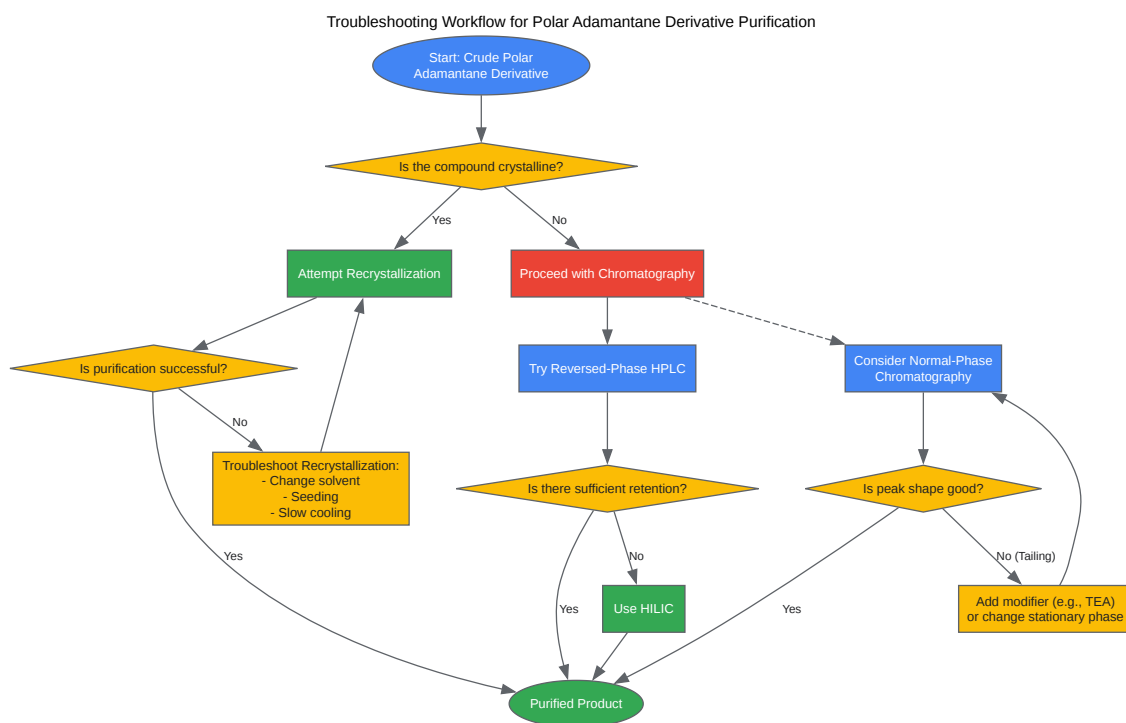 Troubleshooting Workflow for Polar Adamantane Derivative Purification
Start: Crude Polar
Adamantane Derivative
Is the compound crystalline?
Yes
No
Attempt Recrystallization
Proceed with Chromatography
Is purification successful?
Try Reversed-Phase HPLC
Consider Normal-Phase
Chromatography
No
Troubleshoot Recrystallization:
- Change solvent
- Seeding
- Slow cooling
Is there sufficient retention?
Is peak shape good?
Yes
No
No (Tailing)
Yes
Use HILIC
Yes
Add modifier (e.g., TEA)
or change stationary phase
Purified Product